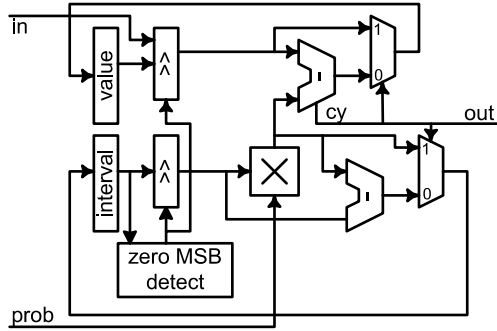 in
value
<<
1
-
0
cy
out
interval
<<
1
-
0
zero MSB
detect
prob